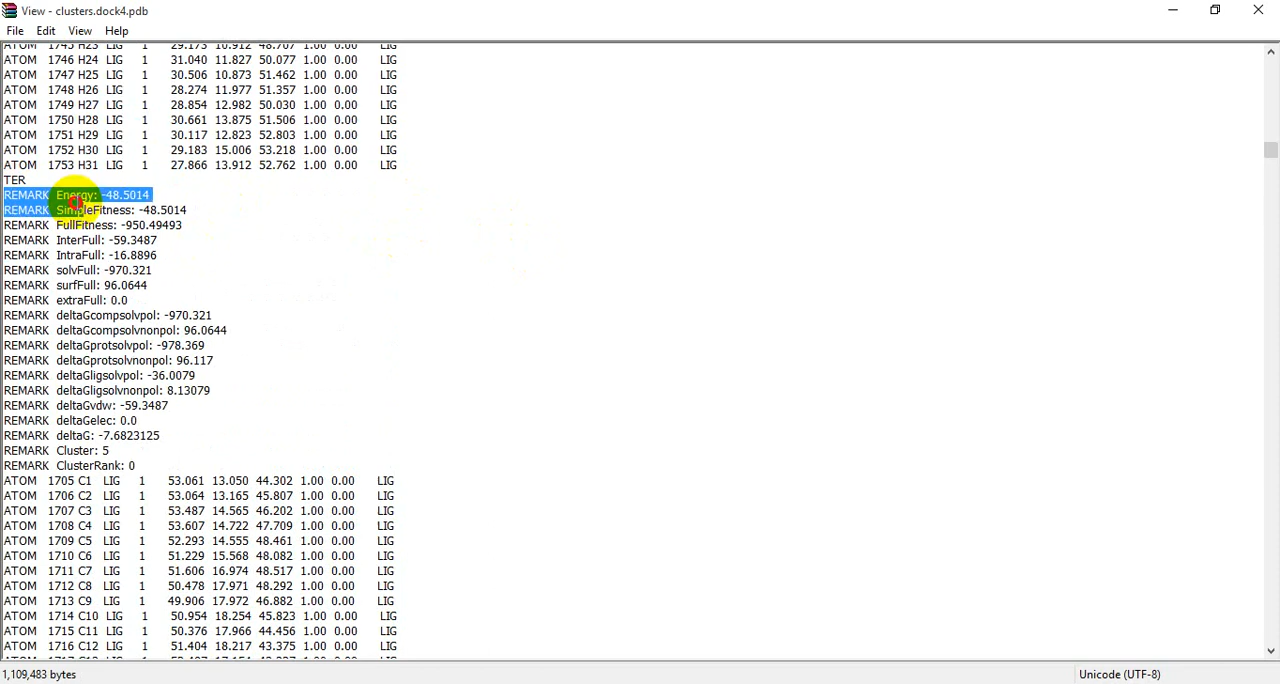 View - clusters.dock4.pdb
File Edit View Help
ATOM 1745 H23 LIG 1 29.173 10.912 48.707 1.00 0.00 LIG
ATOM 1746 H24 LIG 1 31.040 11.827 50.077 1.00 0.00 LIG
ATOM 1747 H25 LIG 1 30.506 10.873 51.462 1.00 0.00 LIG
ATOM 1748 H26 LIG 1 28.274 11.977 51.357 1.00 0.00 LIG
ATOM 1749 H27 LIG 1 28.854 12.982 50.030 1.00 0.00 LIG
ATOM 1750 H28 LIG 1 30.661 13.875 51.506 1.00 0.00 LIG
ATOM 1751 H29 LIG 1 30.117 12.823 52.803 1.00 0.00 LIG
ATOM 1752 H30 LIG 1 29.183 15.006 53.218 1.00 0.00 LIG
ATOM 1753 H31 LIG 1 27.866 13.912 52.762 1.00 0.00 LIG
TER
REMARK Energy: -48.5014
REMARK SimpleFitness: -48.5014
REMARK FullFitness: -950.49493
REMARK InterFull: -59.3487
REMARK IntraFull: -16.8896
REMARK solvFull: -970.321
REMARK surfFull: 96.0644
REMARK extraFull: 0.0
REMARK deltaGcompsolvpol: -970.321
REMARK deltaGcompsolvnonpol: 96.0644
REMARK deltaGprotsolvpol: -978.369
REMARK deltaGprotsolvnonpol: 96.117
REMARK deltaGligsolvpol: -36.0079
REMARK deltaGligsolvnonpol: 8.13079
REMARK deltaGvdw: -59.3487
REMARK deltaGelec: 0.0
REMARK deltaG: -7.6823125
REMARK Cluster: 5
REMARK ClusterRank: 0
ATOM 1705 C1 LIG 1 53.061 13.050 44.302 1.00 0.00 LIG
ATOM 1706 C2 LIG 1 53.064 13.165 45.807 1.00 0.00 LIG
ATOM 1707 C3 LIG 1 53.487 14.565 46.202 1.00 0.00 LIG
ATOM 1708 C4 LIG 1 53.607 14.722 47.709 1.00 0.00 LIG
ATOM 1709 C5 LIG 1 52.293 14.555 48.461 1.00 0.00 LIG
ATOM 1710 C6 LIG 1 51.229 15.568 48.082 1.00 0.00 LIG
ATOM 1711 C7 LIG 1 51.606 16.974 48.517 1.00 0.00 LIG
ATOM 1712 C8 LIG 1 50.478 17.971 48.292 1.00 0.00 LIG
ATOM 1713 C9 LIG 1 49.906 17.972 46.882 1.00 0.00 LIG
ATOM 1714 C10 LIG 1 50.954 18.254 45.823 1.00 0.00 LIG
ATOM 1715 C11 LIG 1 50.376 17.966 44.456 1.00 0.00 LIG
ATOM 1716 C12 LIG 1 51.404 18.217 43.375 1.00 0.00 LIG
1,109,483 bytes
Unicode (UTF-8)